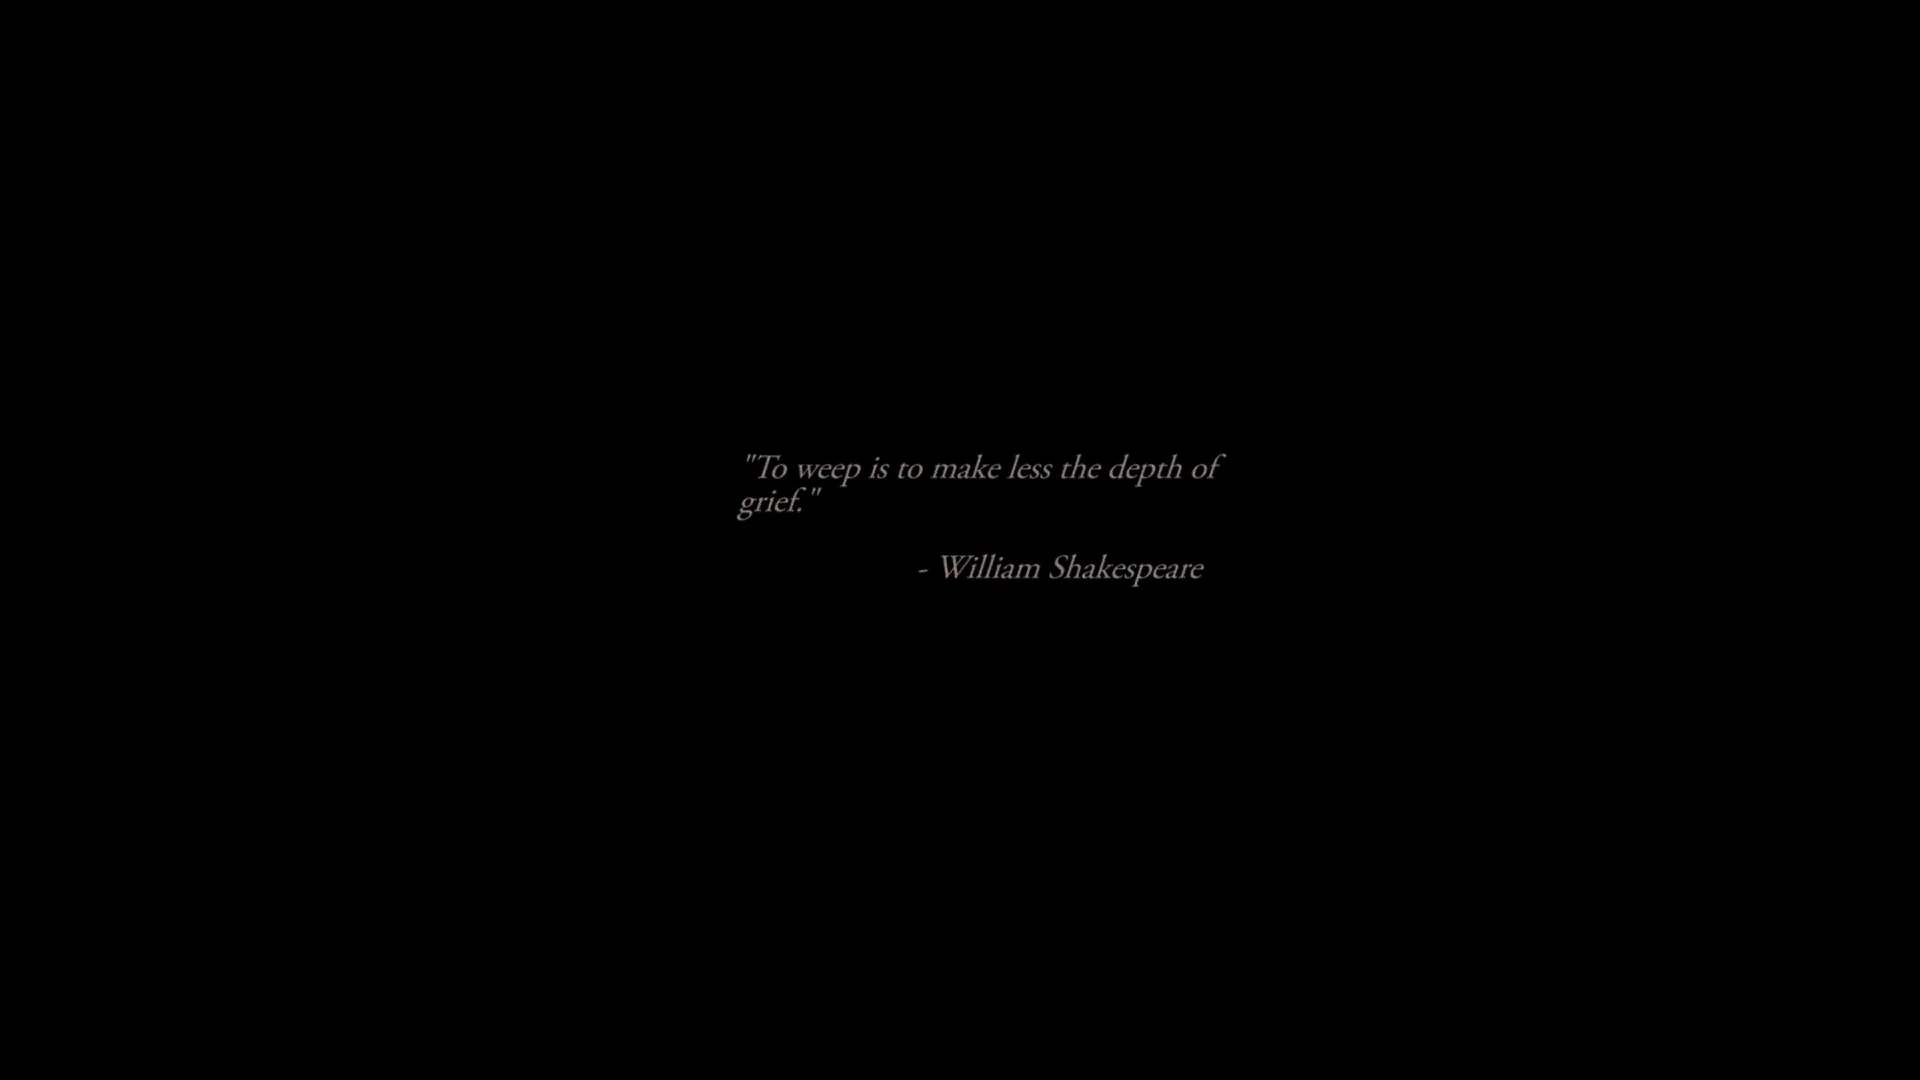 "To weep is to make less the depth of
grief."
- William Shakespeare